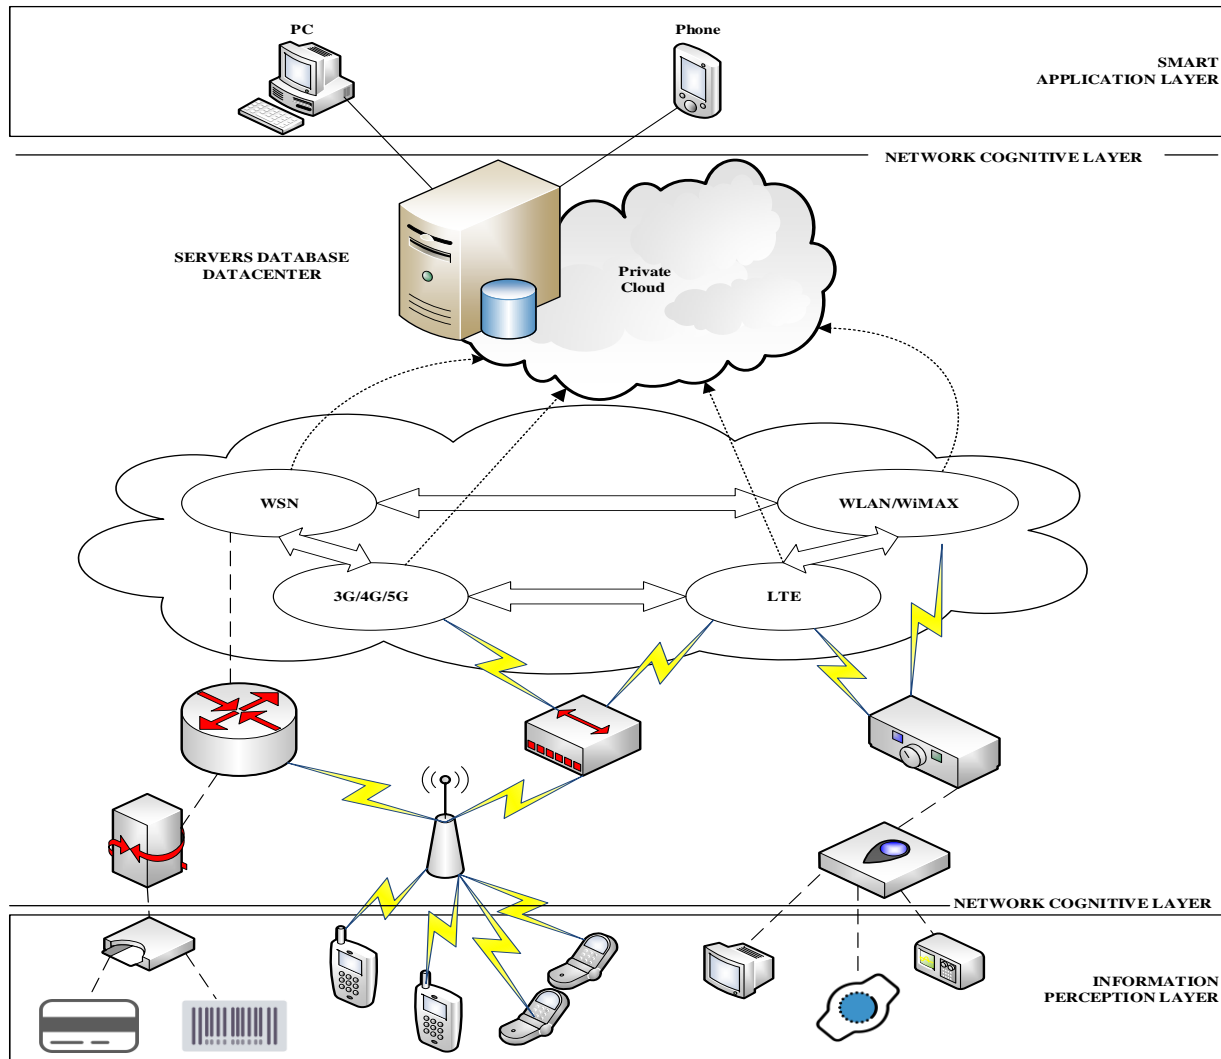 PC
Phone
SMART
APPLICATION LAYER
NETWORK COGNITIVE LAYER
SERVERS DATABASE
DATACENTER
Private
Cloud
WSN
WLAN/WiMAX
3G/4G/5G
LTE
NETWORK COGNITIVE LAYER
INFORMATION
PERCEPTION LAYER